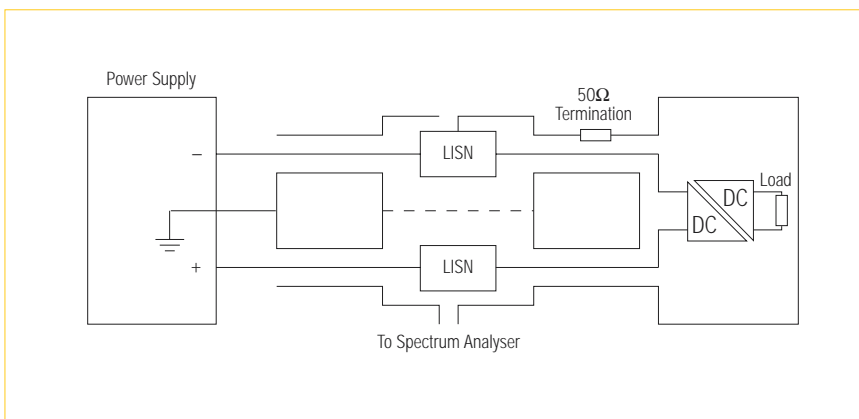 Power Supply
50Ω
Termination
−
LISN
Load
DC
DC
+
LISN
To Spectrum Analyser